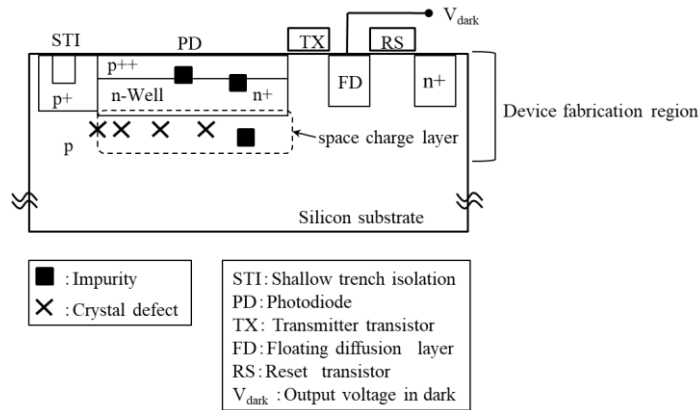 V_dark
STI
PD
TX
RS
p++
p+
n-Well
n+
FD
n+
Device fabrication region
p
space charge layer
Silicon substrate
: Impurity
: Crystal defect
STI : Shallow trench isolation
PD : Photodiode
TX : Transmitter transistor
FD : Floating diffusion layer
RS : Reset transistor
V_dark : Output voltage in dark